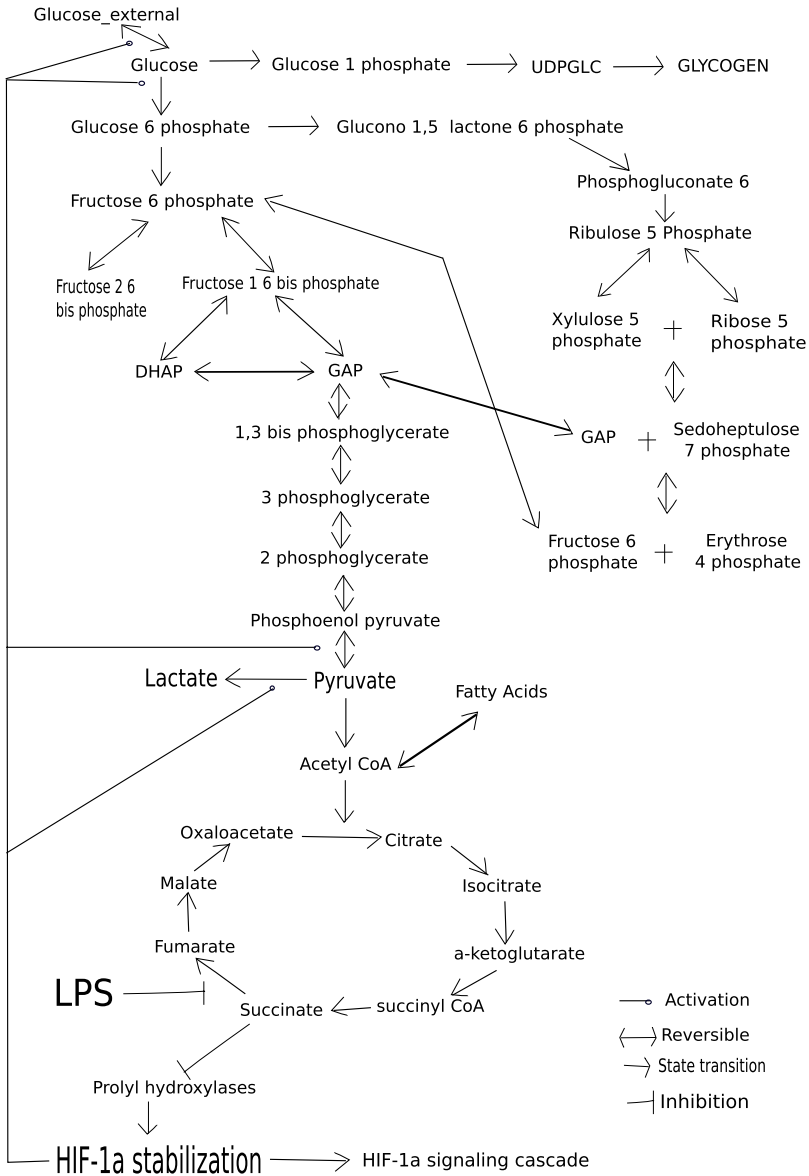 Glucose_external
Glucose
Glucose 1 phosphate
UDPGLC
GLYCOGEN
Glucose 6 phosphate
Glucono 1,5 lactone 6 phosphate
Phosphogluconate 6
Fructose 6 phosphate
Ribulose 5 Phosphate
Fructose 2 6
bis phosphate
Fructose 1 6 bis phosphate
Xylulose 5
phosphate
+
Ribose 5
phosphate
DHAP
GAP
1,3 bis phosphoglycerate
GAP
+
Sedoheptulose
7 phosphate
3 phosphoglycerate
2 phosphoglycerate
Fructose 6
phosphate
+
Erythrose
4 phosphate
Phosphoenol pyruvate
Lactate
Pyruvate
Fatty Acids
Acetyl CoA
Oxaloacetate
Citrate
Malate
Isocitrate
Fumarate
a-ketoglutarate
LPS
Succinate
succinyl CoA
Activation
Reversible
State transition
Inhibition
Prolyl hydroxylases
HIF-1a stabilization
HIF-1a signaling cascade